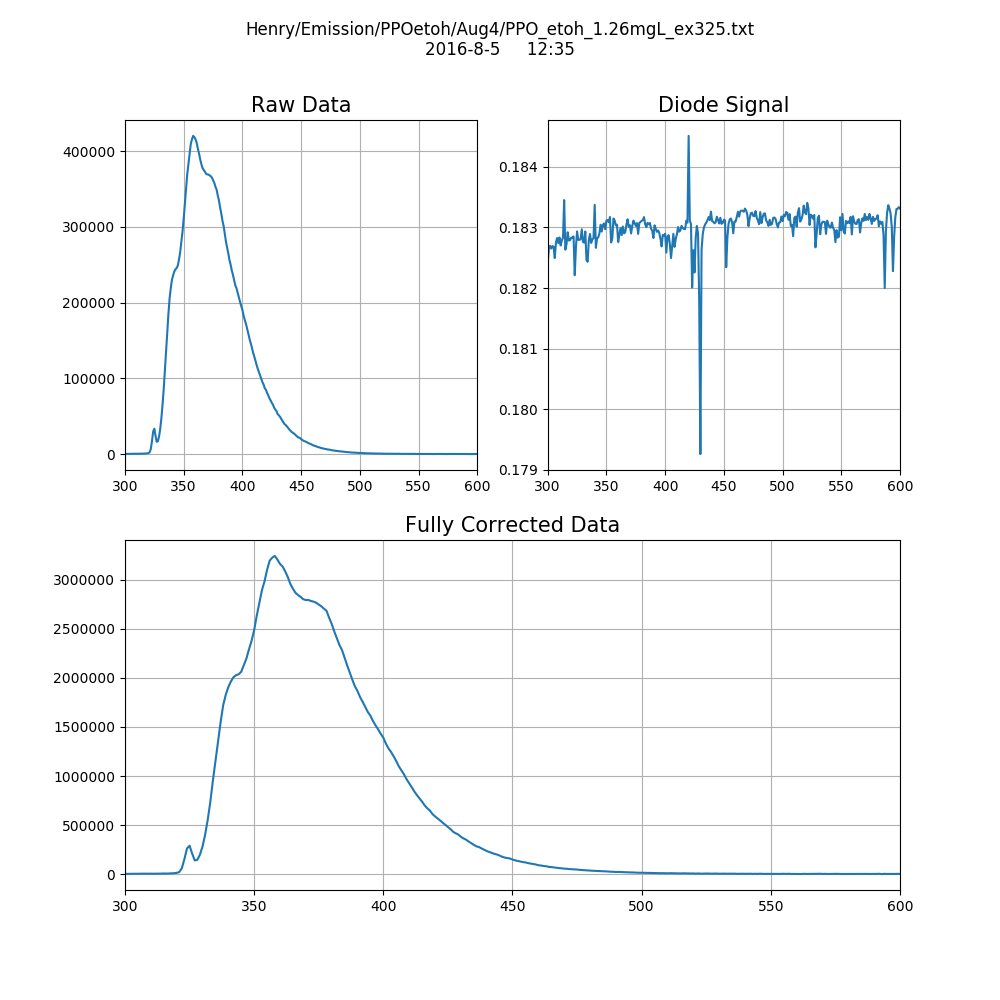 Henry/Emission/PPOetoh/Aug4/PPO_etoh_1.26mgL_ex325.txt
2016-8-5 12:35
Raw Data
400000
300000
200000
100000
0
300 350 400 450 500 550 600
Diode Signal
0.184
0.183
0.182
0.181
0.180
0.179
300 350 400 450 500 550 600
Fully Corrected Data
3000000
2500000
2000000
1500000
1000000
500000
0
300 350 400 450 500 550 600